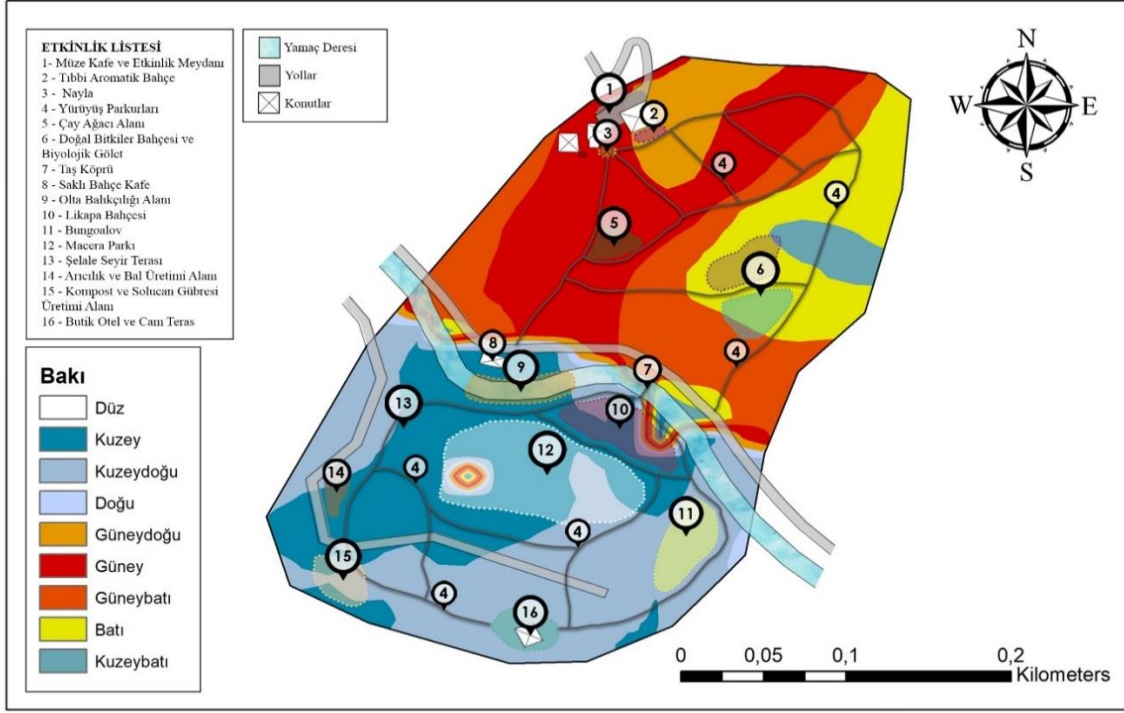 ETKİNLİK LİSTESİ
1- Müze Kafe ve Etkinlik Meydanı
2 - Tıbbi Aromatik Bahçe
3 - Nayla
4 - Yürüyüş Parkurları
5 - Çay Ağacı Alanı
6 - Doğal Bitkiler Bahçesi ve
Biyolojik Gölet
7 - Taş Köprü
8 - Saklı Bahçe Kafe
9 - Olta Balıkçılığı Alanı
10 - Likapa Bahçesi
11 - Bungoalov
12 - Macera Parkı
13 - Şelale Seyir Terası
14 - Arıcılık ve Bal Üretimi Alanı
15 - Kompost ve Solucan Gübresi
Üretimi Alanı
16 - Butik Otel ve Cam Teras
Yamaç Deresi
Yollar
Konutlar
Bakı
Düz
Kuzey
Kuzeydoğu
Doğu
Güneydoğu
Güney
Güneybatı
Batı
Kuzeybatı
N
W E
S
1
2
3
4
4
5
6
8
4
7
9
13
10
12
4
14
11
4
15
4
16
0 0,05 0,1 0,2
Kilometers